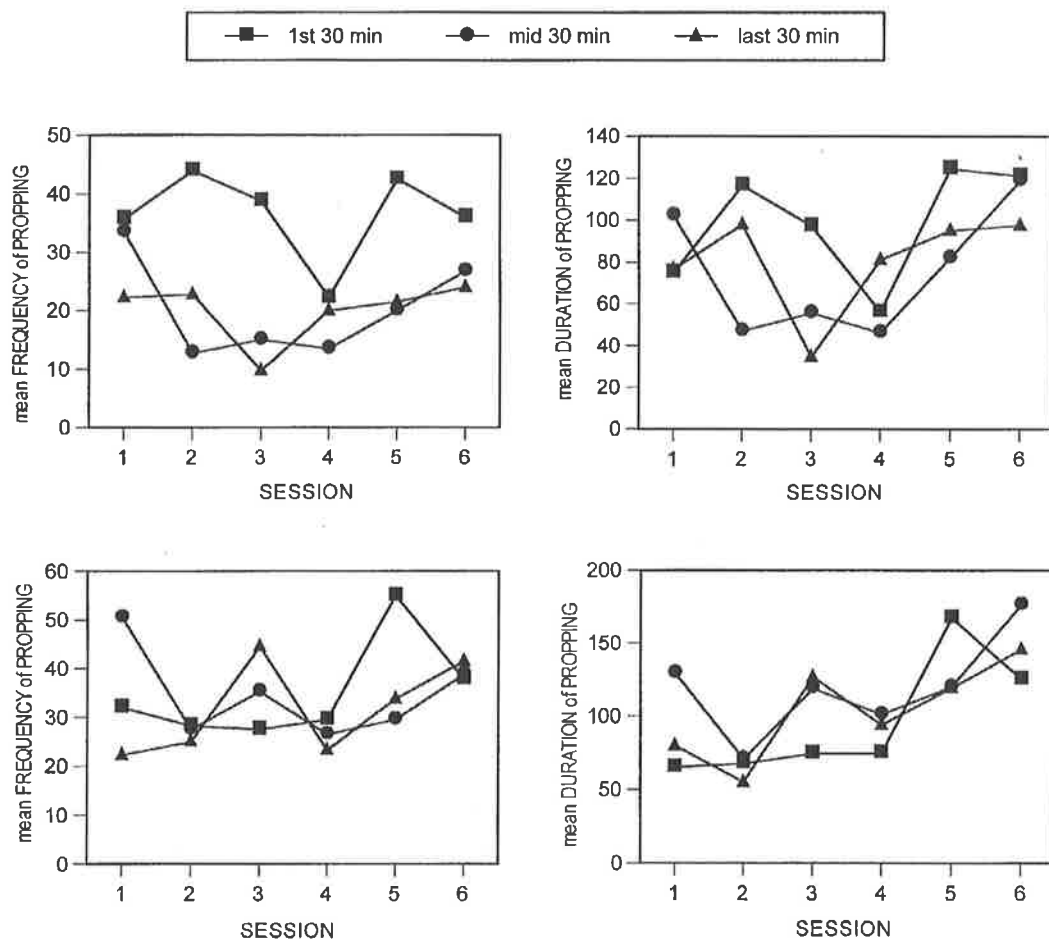 1st 30 min mid 30 min last 30 min
mean FREQUENCY of PROPPING
50
40
30
20
10
0
1 2 3 4 5 6
SESSION
mean DURATION of PROPPING
140
120
100
80
60
40
20
0
1 2 3 4 5 6
SESSION
mean FREQUENCY of PROPPING
60
50
40
30
20
10
0
1 2 3 4 5 6
SESSION
mean DURATION of PROPPING
200
150
100
50
0
1 2 3 4 5 6
SESSION